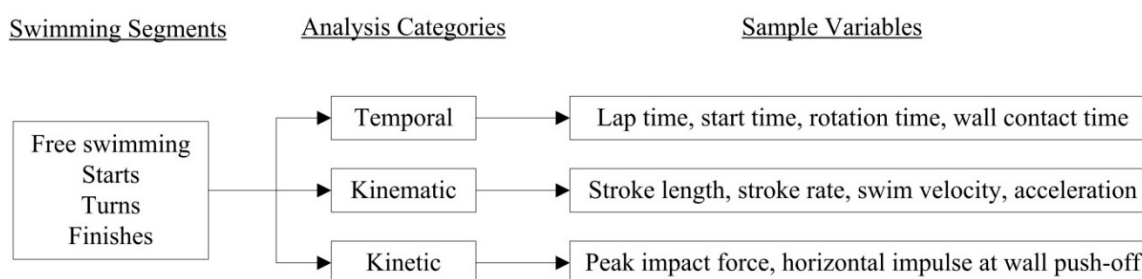 Swimming Segments
Analysis Categories
Sample Variables
Free swimming
Starts
Turns
Finishes
Temporal
Lap time, start time, rotation time, wall contact time
Kinematic
Stroke length, stroke rate, swim velocity, acceleration
Kinetic
Peak impact force, horizontal impulse at wall push-off